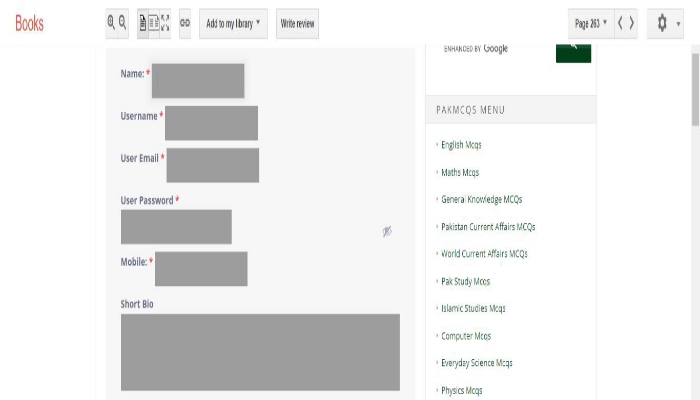 Books
Add to my library
Write review
Page 263
Name: *
Username *
User Email *
User Password *
Mobile: *
Short Bio
ENHANCED BY Google
PAKMCQS MENU
English Mcqs
Maths Mcqs
General Knowledge MCQs
Pakistan Current Affairs MCQs
World Current Affairs MCQs
Pak Study Mcqs
Islamic Studies Mcqs
Computer Mcqs
Everyday Science Mcqs
Physics Mcqs